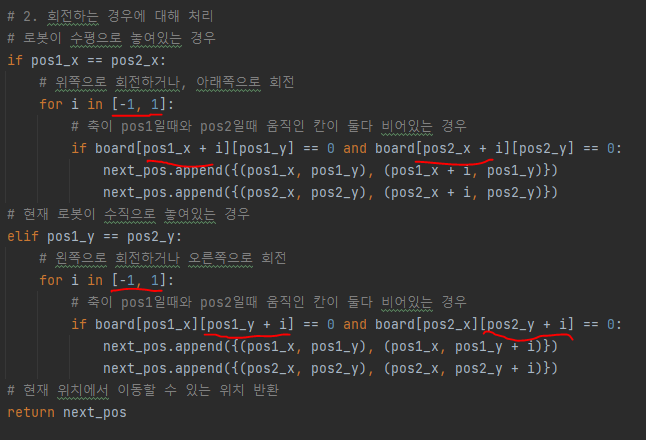 # 2. 회전하는 경우에 대해 처리
# 로봇이 수평으로 놓여있는 경우
if pos1_x == pos2_x:
    # 위쪽으로 회전하거나, 아래쪽으로 회전
    for i in [-1, 1]:
        # 축이 pos1일때와 pos2일때 움직인 칸이 둘다 비어있는 경우
        if board[pos1_x + i][pos1_y] == 0 and board[pos2_x + i][pos2_y] == 0:
            next_pos.append({(pos1_x, pos1_y), (pos1_x + i, pos1_y)})
            next_pos.append({(pos2_x, pos2_y), (pos2_x + i, pos2_y)})
# 현재 로봇이 수직으로 놓여있는 경우
elif pos1_y == pos2_y:
    # 왼쪽으로 회전하거나 오른쪽으로 회전
    for i in [-1, 1]:
        # 축이 pos1일때와 pos2일때 움직인 칸이 둘다 비어있는 경우
        if board[pos1_x][pos1_y + i] == 0 and board[pos2_x][pos2_y + i] == 0:
            next_pos.append({(pos1_x, pos1_y), (pos1_x, pos1_y + i)})
            next_pos.append({(pos2_x, pos2_y), (pos2_x, pos2_y + i)})
# 현재 위치에서 이동할 수 있는 위치 반환
return next_pos